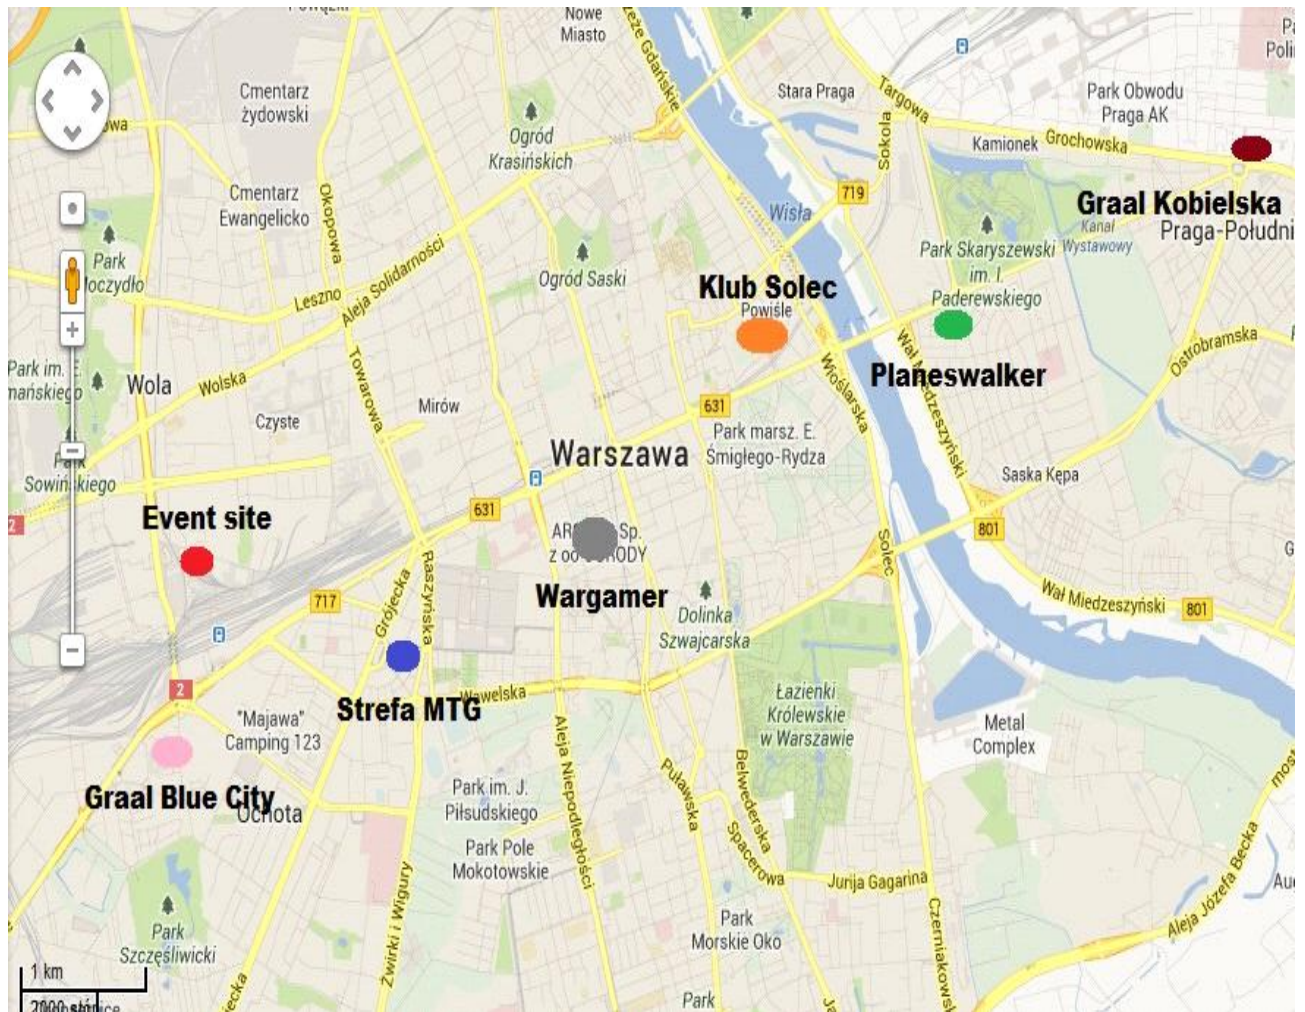 Nowe
Miasto
Stara Praga
Targowa
Sokola
Park Obwodu
Praga AK
Kamionek
Grochowska
Cmentarz
żydowski
Ogród
Krasińskich
Cmentarz
Ewangelicko
Okopowa
719
Wisła
Graal Kobielska
Kanał
Wystawowy
Praga-Południ
Park Skaryszewski
im. I.
Paderewskiego
Park
Leszno
Aleja Solidarności
Ogród Saski
Klub Solec
Powiśle
Planeswalker
Ostrobramska
Wał Miedzeszyński
Wioślarska
Park im. E.
Wola
Wolska
Towarowa
Mirów
Czyste
631
Park marsz. E.
Śmigłego-Rydza
Warszawa
Saska Kępa
Park
Sowińskiego
2
Event site
631
801
Solec
Wargamer
717
Grójecka
Raszyńska
Dolinka
Szwajcarska
Wał Miedzeszyński
801
2
Strefa MTG
Wawelska
"Majawa"
Camping 123
Łazienki
Królewskie
w Warszawie
Metal
Complex
Graal Blue City
Ochota
Aleja Niepodległości
Puławska
Belwederska
Spacerowa
Park im. J.
Piłsudskiego
Park Pole
Mokotowskie
Jurija Gagarina
Żwirki i Wigury
Park
Szczęśliwicki
Park
Morskie Oko
Aleja Józefa Becka
1 km
Park